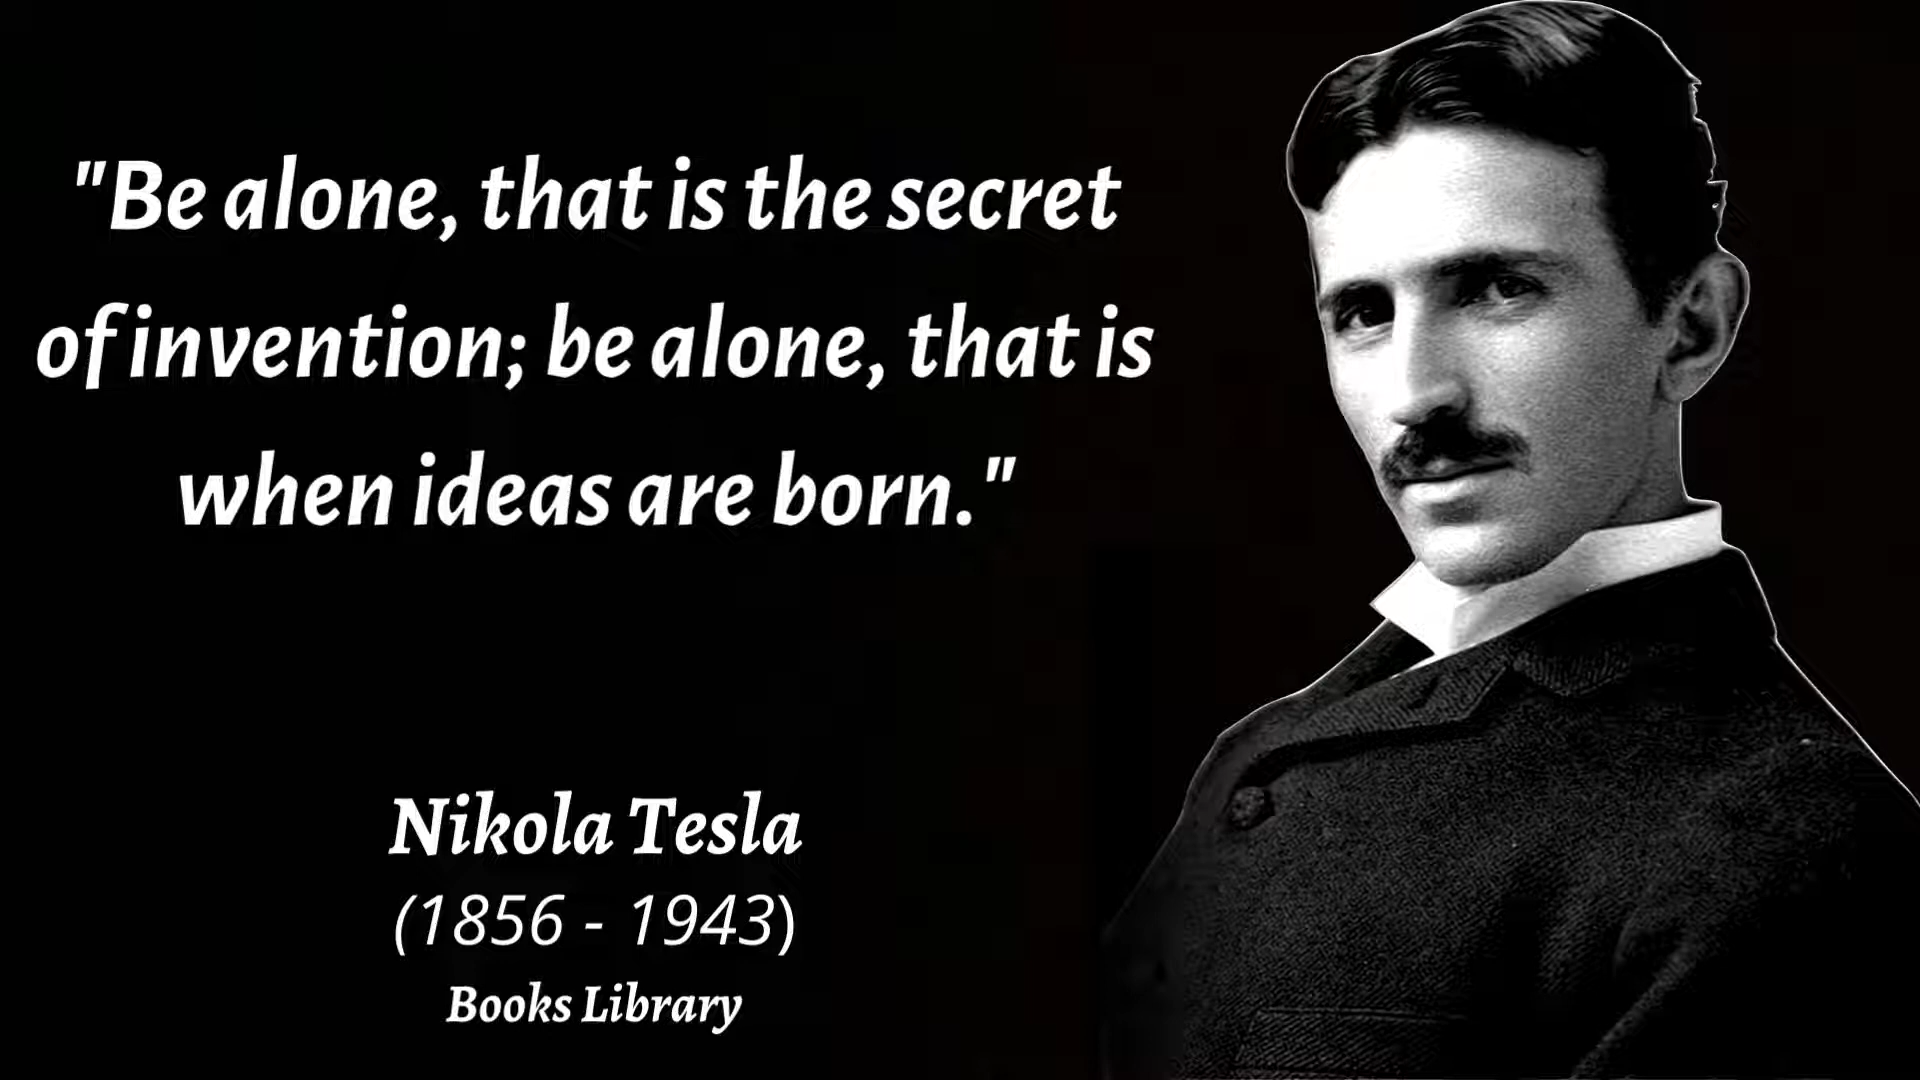 "Be alone, that is the secret
of invention; be alone, that is
when ideas are born."
Nikola Tesla
(1856 - 1943)
Books Library